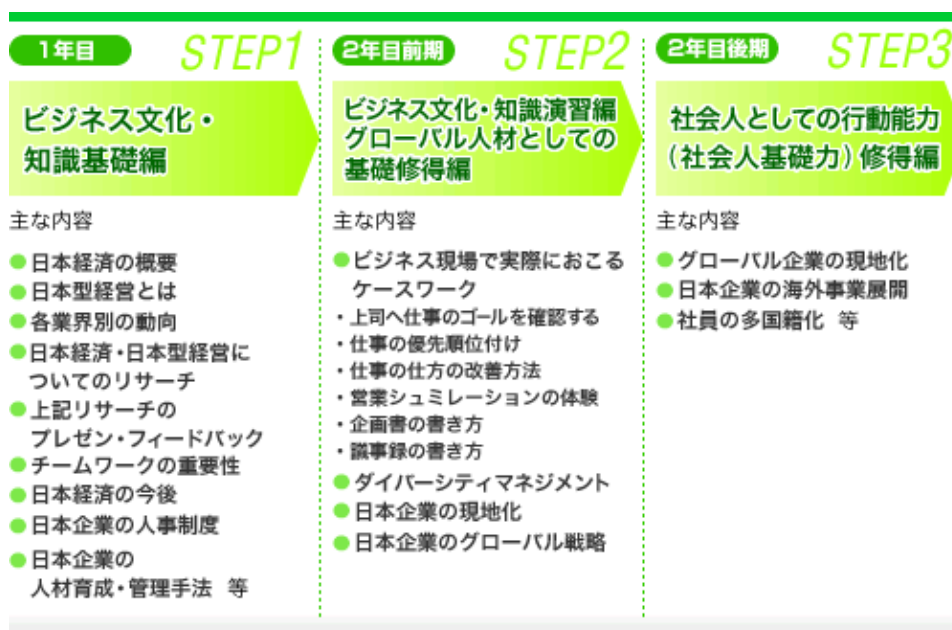 1年目
STEP1
ビジネス文化・
知識基礎編
主な内容
●日本経済の概要
●日本型経営とは
●各業界別の動向
●日本経済・日本型経営に
ついてのリサーチ
●上記リサーチの
プレゼン・フィードバック
●チームワークの重要性
●日本経済の今後
●日本企業の人事制度
●日本企業の
人材育成・管理手法 等
2年目前期
STEP2
ビジネス文化・知識演習編
グローバル人材としての
基礎修得編
主な内容
●ビジネス現場で実際におこる
ケースワーク
・上司へ仕事のゴールを確認する
・仕事の優先順位付け
・仕事の仕方の改善方法
・営業シュミレーションの体験
・企画書の書き方
・議事録の書き方
●ダイバーシティマネジメント
●日本企業の現地化
●日本企業のグローバル戦略
2年目後期
STEP3
社会人としての行動能力
(社会人基礎力)修得編
主な内容
●グローバル企業の現地化
●日本企業の海外事業展開
●社員の多国籍化 等